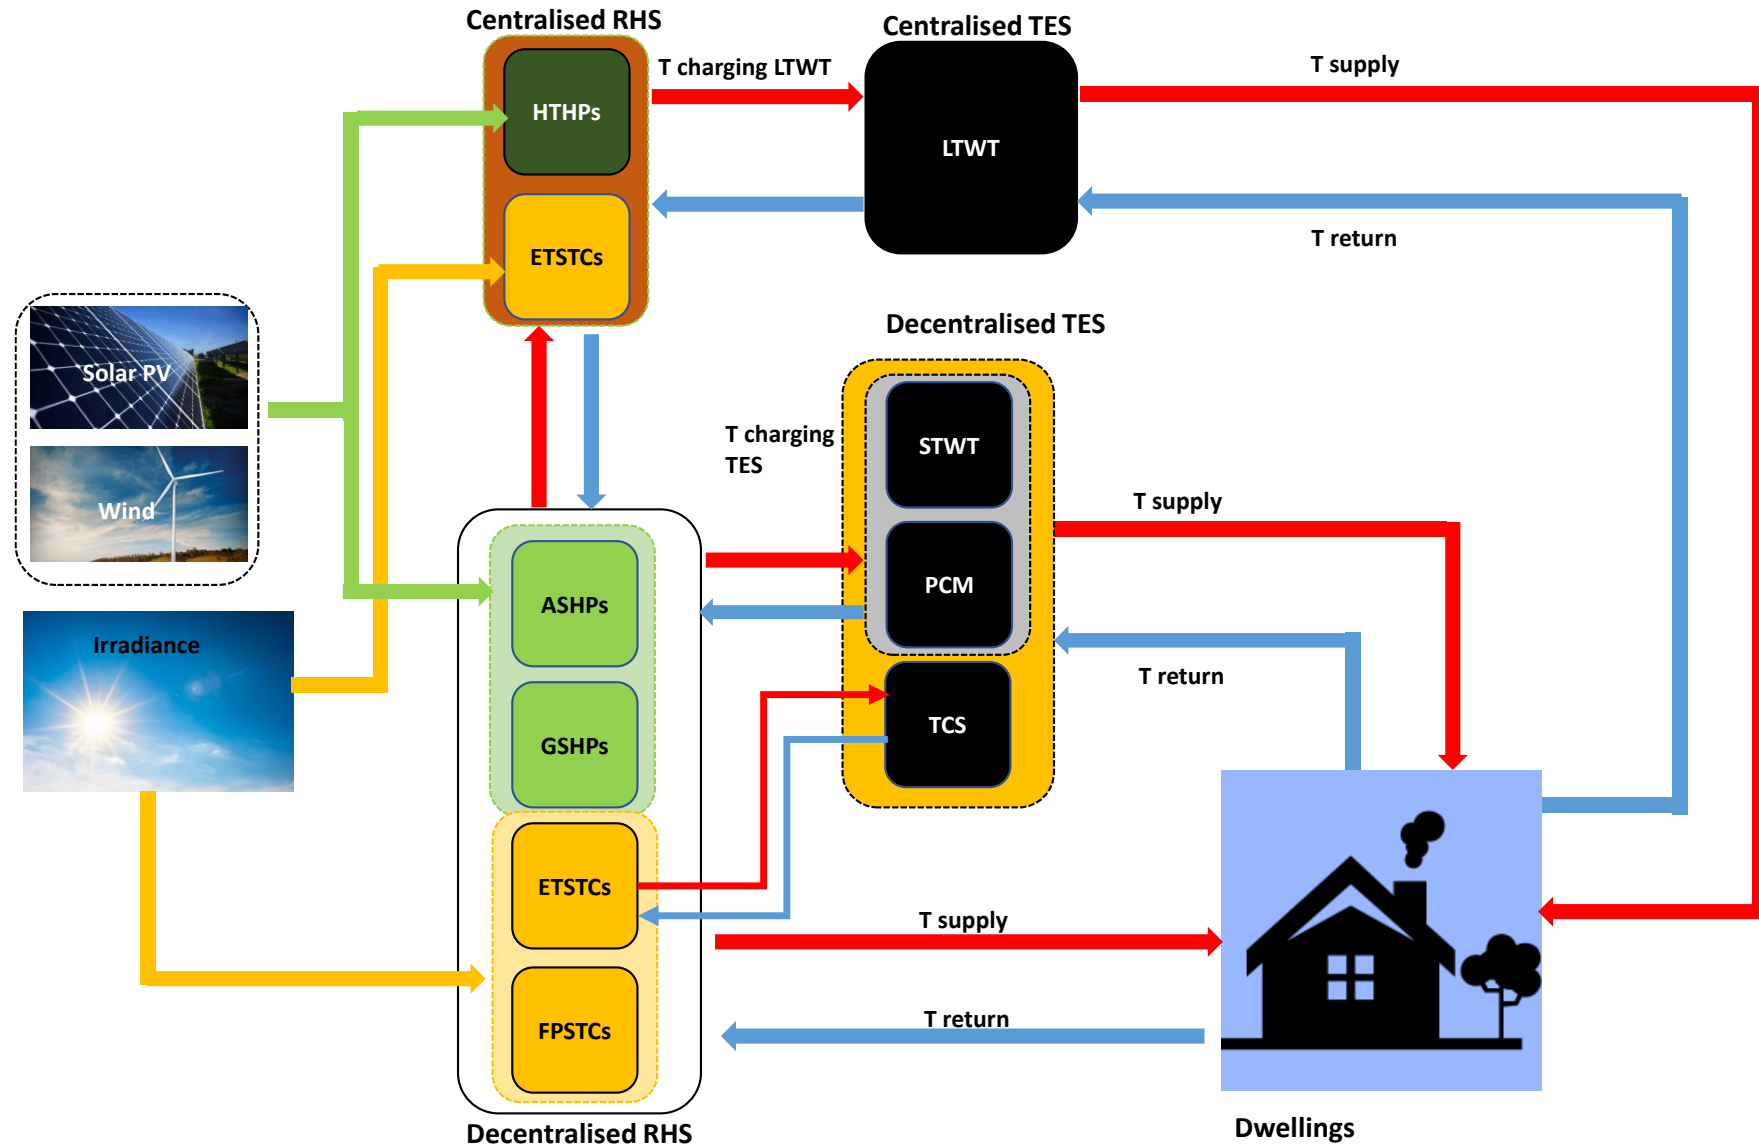 Centralised RHS
Centralised TES
T charging LTWT
T supply
HTHPs
LTWT
T return
ETSTCs
Solar PV
Wind
Irradiance
Decentralised TES
T charging
TES
STWT
PCM
TCS
T supply
T return
ASHPs
GSHPs
ETSTCs
FPSTCs
T supply
T return
Decentralised RHS
Dwellings